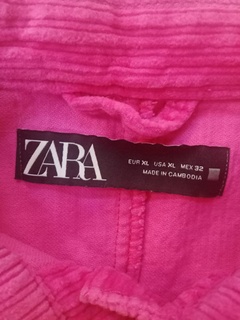 ZARA
EUR XL USA XL MEX 32
MADE IN CAMBODIA